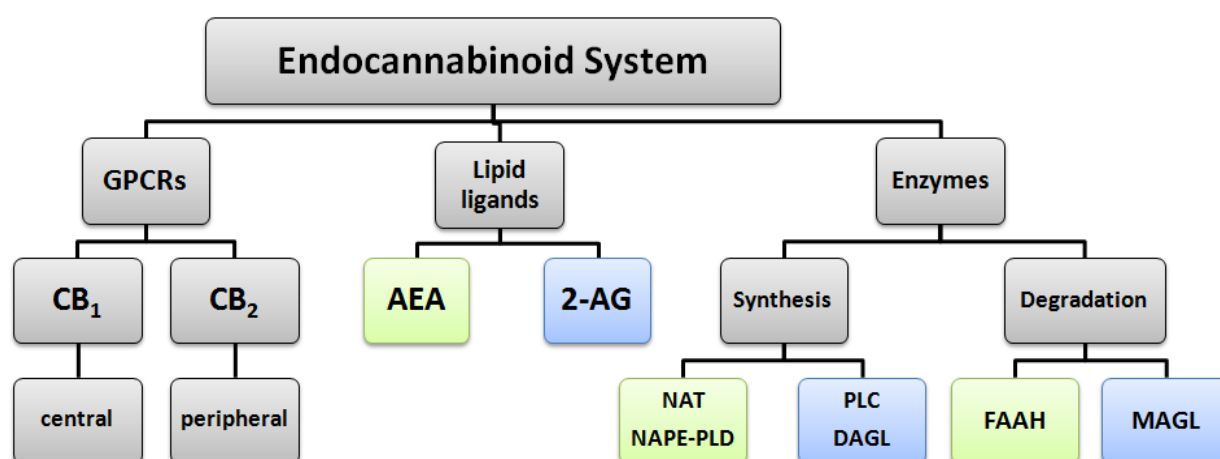 Endocannabinoid System
GPCRs
Lipid
ligands
Enzymes
CB₁
CB₂
AEA
2-AG
Synthesis
Degradation
central
peripheral
NAT
NAPE-PLD
PLC
DAGL
FAAH
MAGL